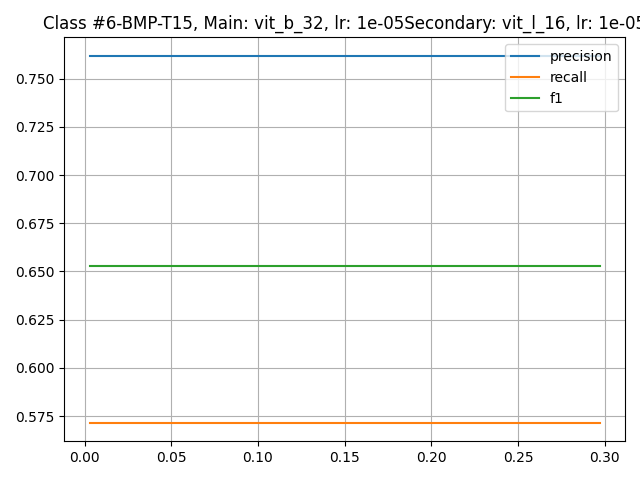 Class #6-BMP-T15, Main: vit_b_32, lr: 1e-05Secondary: vit_l_16, lr: 1e-05
precision
recall
f1
0.750
0.725
0.700
0.675
0.650
0.625
0.600
0.575
0.00 0.05 0.10 0.15 0.20 0.25 0.30